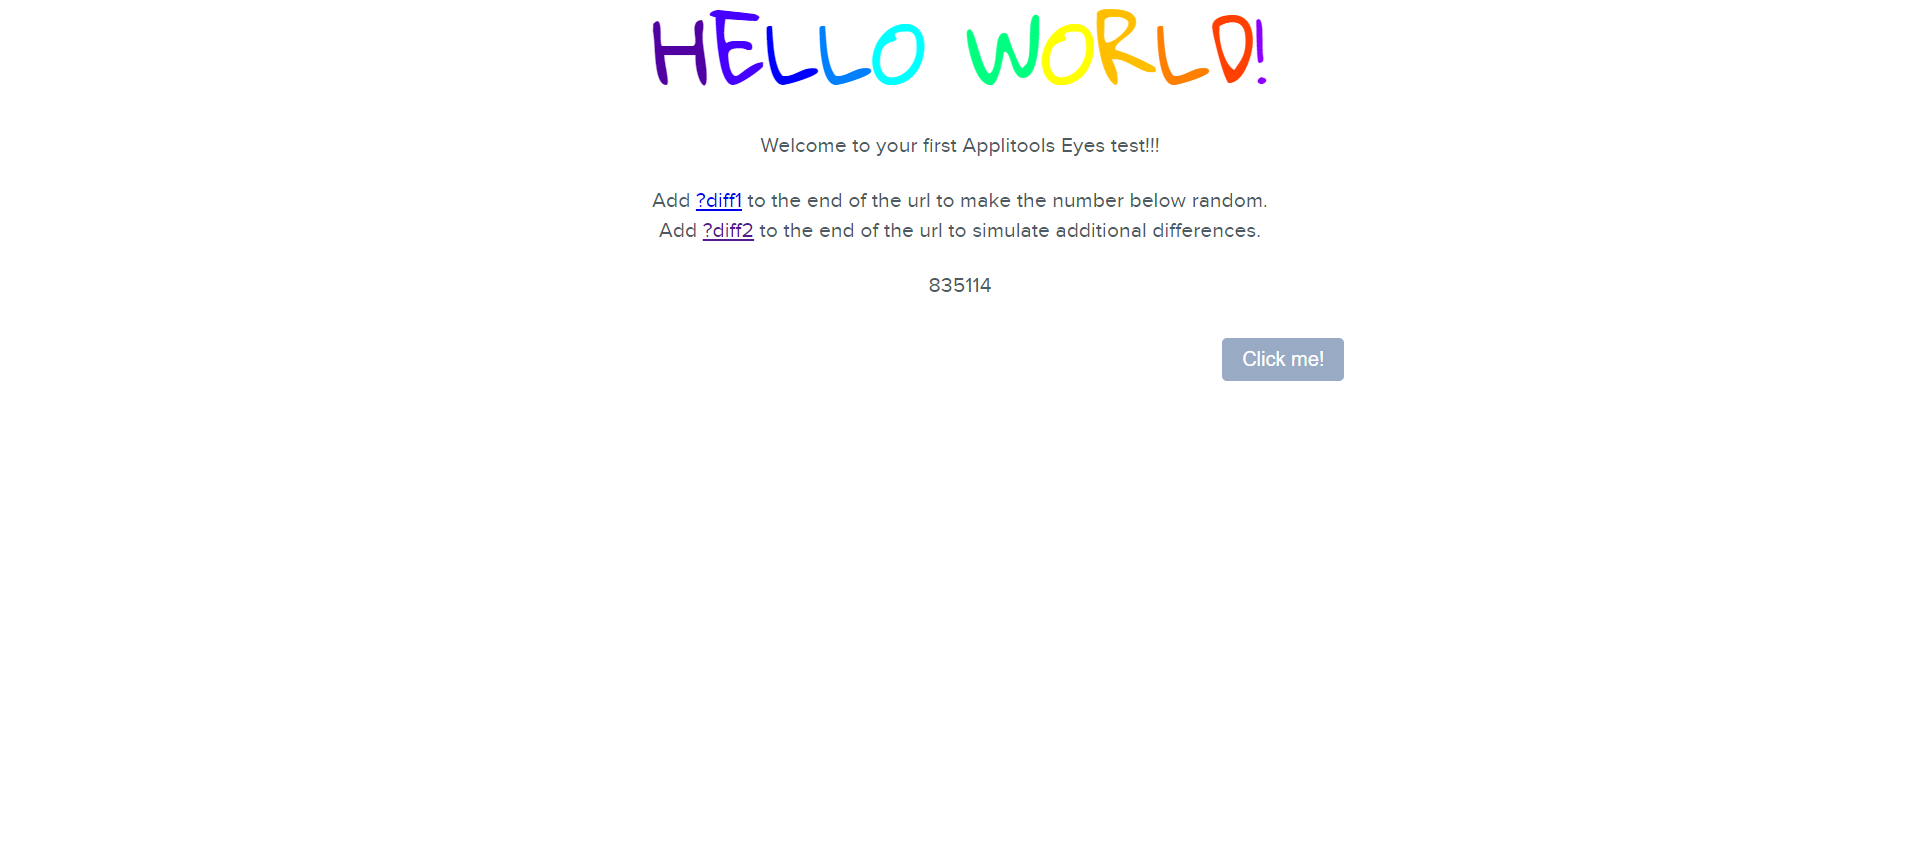 HELLO WORLD!
Welcome to your first Applitools Eyes test!!!
Add ?diff1 to the end of the url to make the number below random.
Add ?diff2 to the end of the url to simulate additional differences.
835114
Click me!